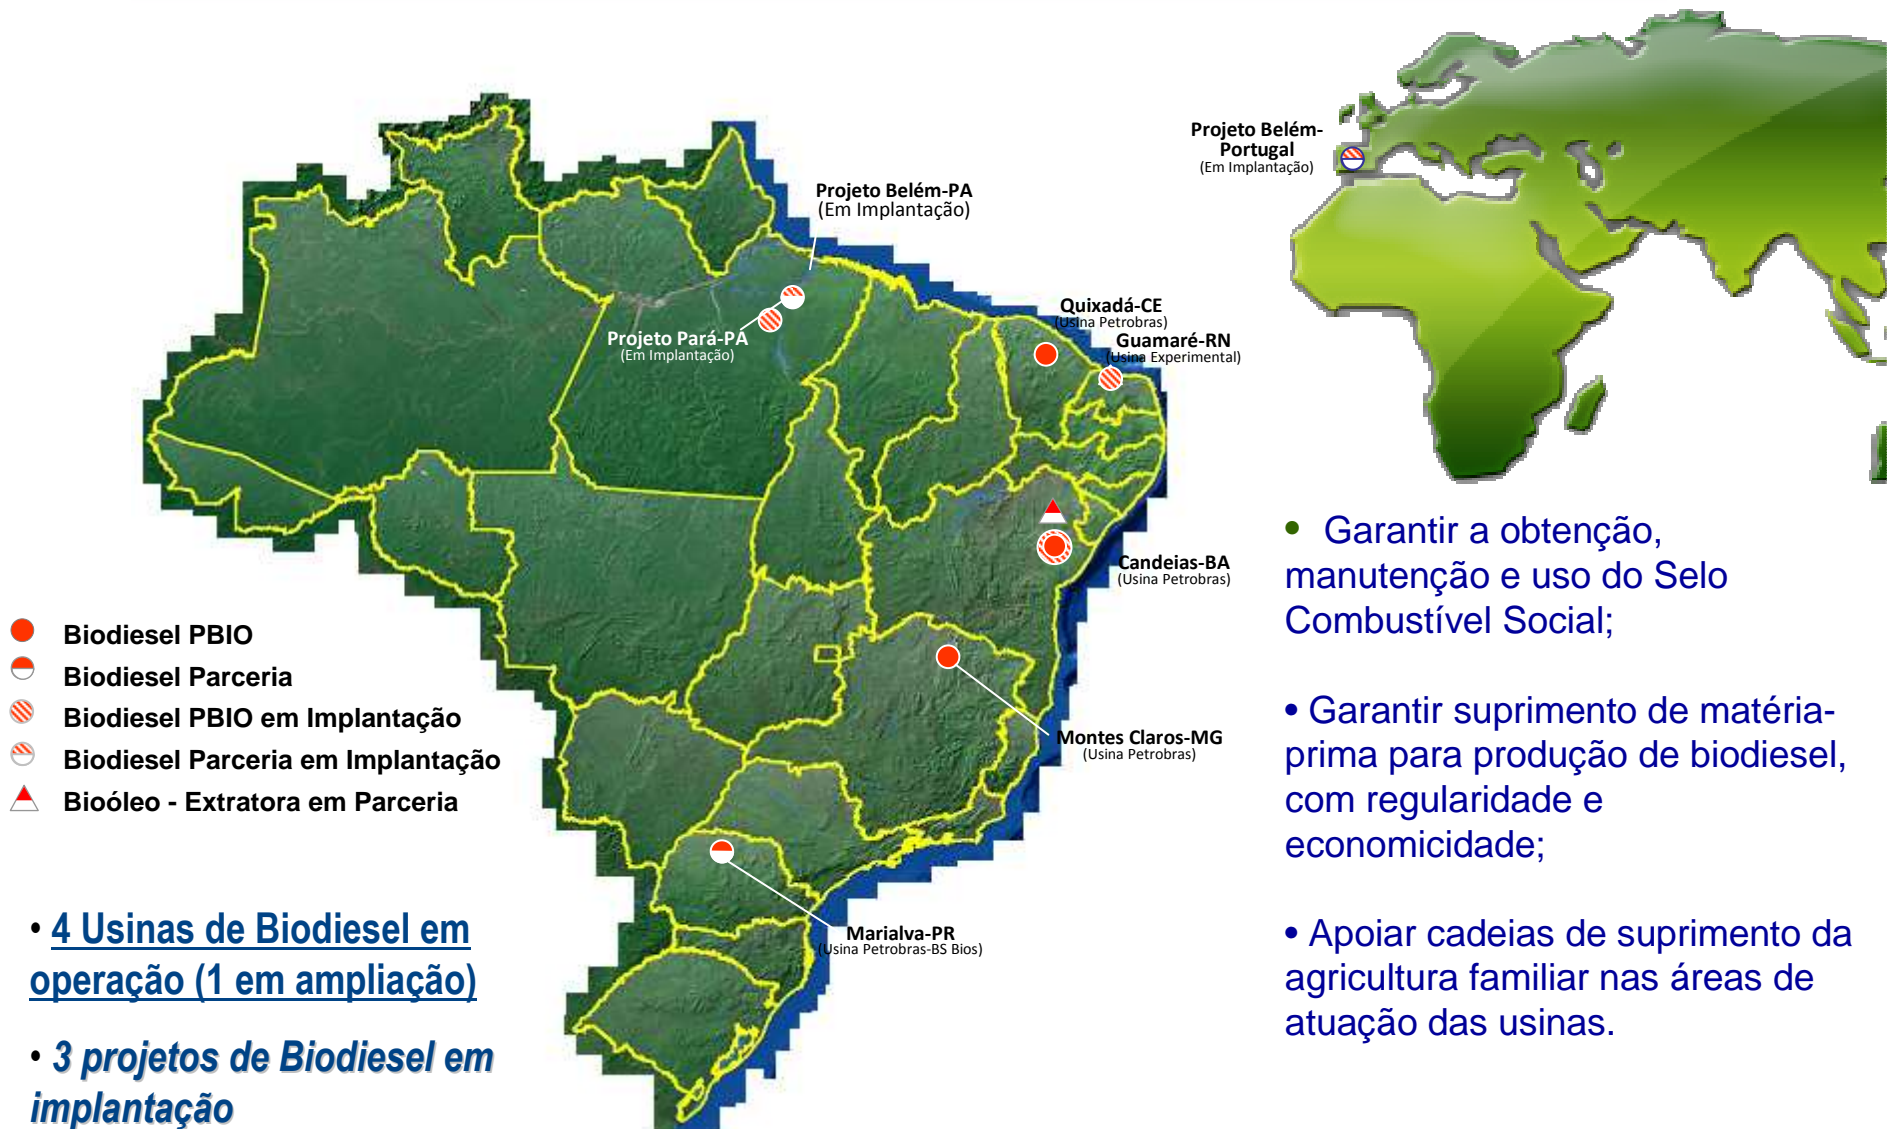 Projeto Belém-
Portugal
(Em Implantação)
Projeto Belém-PA
(Em Implantação)
Quixadá-CE
(Usina Petrobras)
Projeto Pará-PA
(Em Implantação)
Guamaré-RN
(Usina Experimental)
Candeias-BA
(Usina Petrobras)
Montes Claros-MG
(Usina Petrobras)
Marialva-PR
(Usina Petrobras-BS Bios)
Biodiesel PBIO
Biodiesel Parceria
Biodiesel PBIO em Implantação
Biodiesel Parceria em Implantação
Bioóleo - Extratora em Parceria
• 4 Usinas de Biodiesel em
operação (1 em ampliação)
• 3 projetos de Biodiesel em
implantação
• Garantir a obtenção,
manutenção e uso do Selo
Combustível Social;
• Garantir suprimento de matéria-
prima para produção de biodiesel,
com regularidade e
economicidade;
• Apoiar cadeias de suprimento da
agricultura familiar nas áreas de
atuação das usinas.